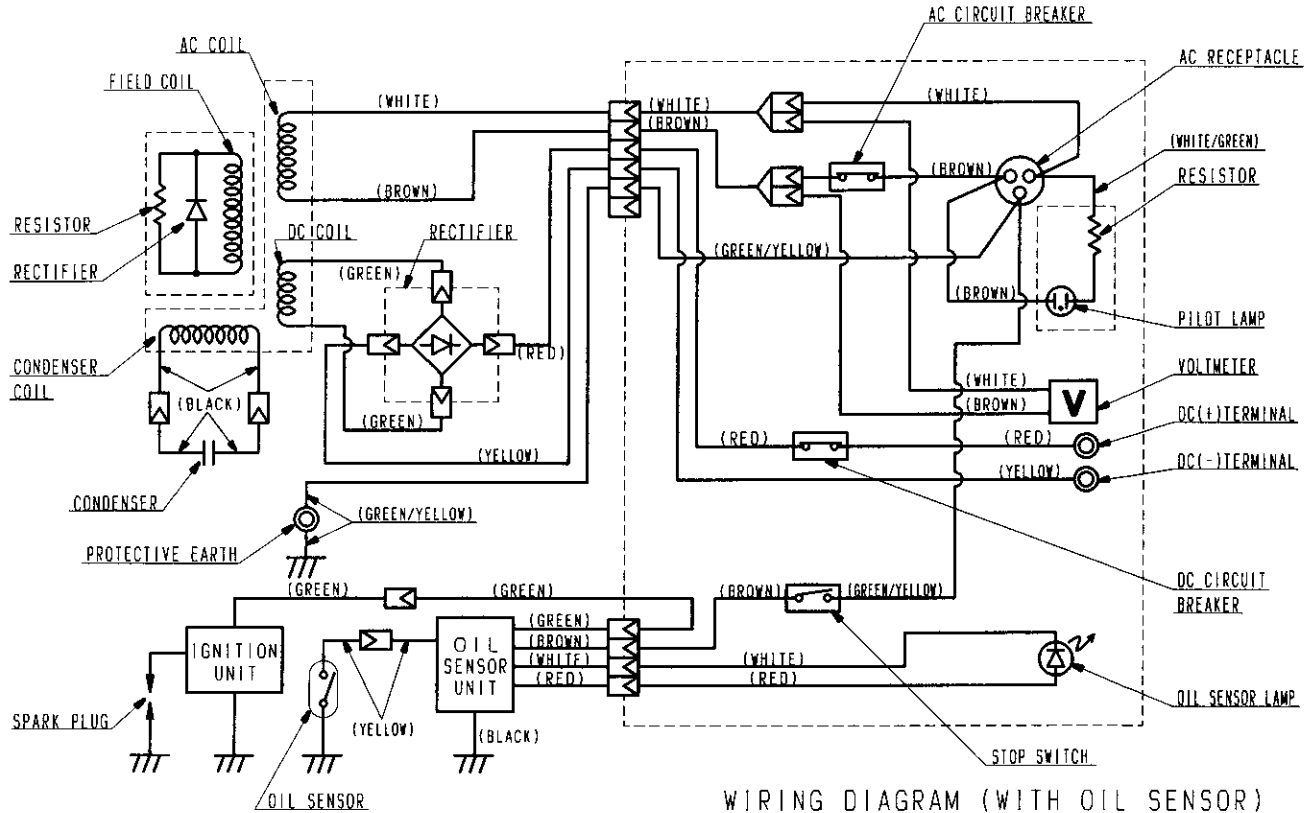 AC CIRCUIT BREAKER
AC COIL
AC RECEPTACLE
FIELD COIL
(WHITE)
(WHITE)
(WHITE)
(BROWN)
(WHITE/GREEN)
RESISTOR
(BROWN)
(BROWN)
RESISTOR
DC COIL
RECTIFIER
(GREEN/YELLOW)
RECTIFIER
(GREEN)
(BROWN)
PILOT LAMP
(RED)
CONDENSER
COIL
VOLTMETER
(WHITE)
(BLACK)
(BROWN)
V
(GREEN)
DC(+)TERMINAL
(RED)
(RED)
(YELLOW)
(YELLOW)
DC(-)TERMINAL
CONDENSER
(GREEN/YELLOW)
PROTECTIVE EARTH
(GREEN)
(GREEN)
(BROWN)
(GREEN/YELLOW)
DC CIRCUIT
BREAKER
(GREEN)
IGNITION
UNIT
OIL
SENSOR
UNIT
(BROWN)
(WHITE)
(WHITE)
(RED)
(RED)
OIL SENSOR LAMP
SPARK PLUG
(YELLOW)
(BLACK)
STOP SWITCH
OIL SENSOR
WIRING DIAGRAM (WITH OIL SENSOR)